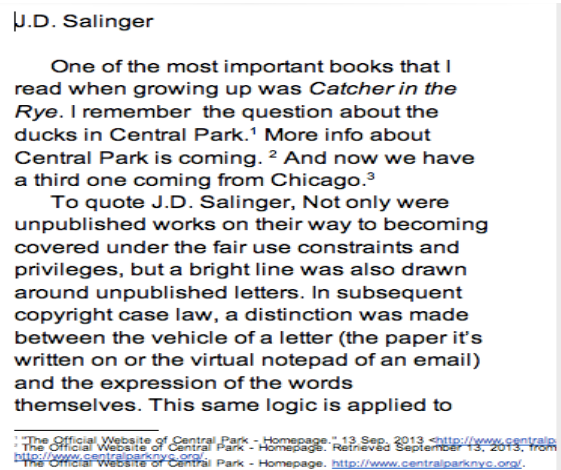 J.D. Salinger
One of the most important books that I
read when growing up was Catcher in the
Rye. I remember the question about the
ducks in Central Park.¹ More info about
Central Park is coming. ² And now we have
a third one coming from Chicago.³
To quote J.D. Salinger, Not only were
unpublished works on their way to becoming
covered under the fair use constraints and
privileges, but a bright line was also drawn
around unpublished letters. In subsequent
copyright case law, a distinction was made
between the vehicle of a letter (the paper it's
written on or the virtual notepad of an email)
and the expression of the words
themselves. This same logic is applied to
¹ "The Official Website of Central Park - Homepage." 13 Sep. 2013 <http://www.centralp
² The Official Website of Central Park - Homepage. Retrieved September 13, 2013, from
http://www.centralparknyc.org/.
³ The Official Website of Central Park - Homepage. http://www.centralparknyc.org/.